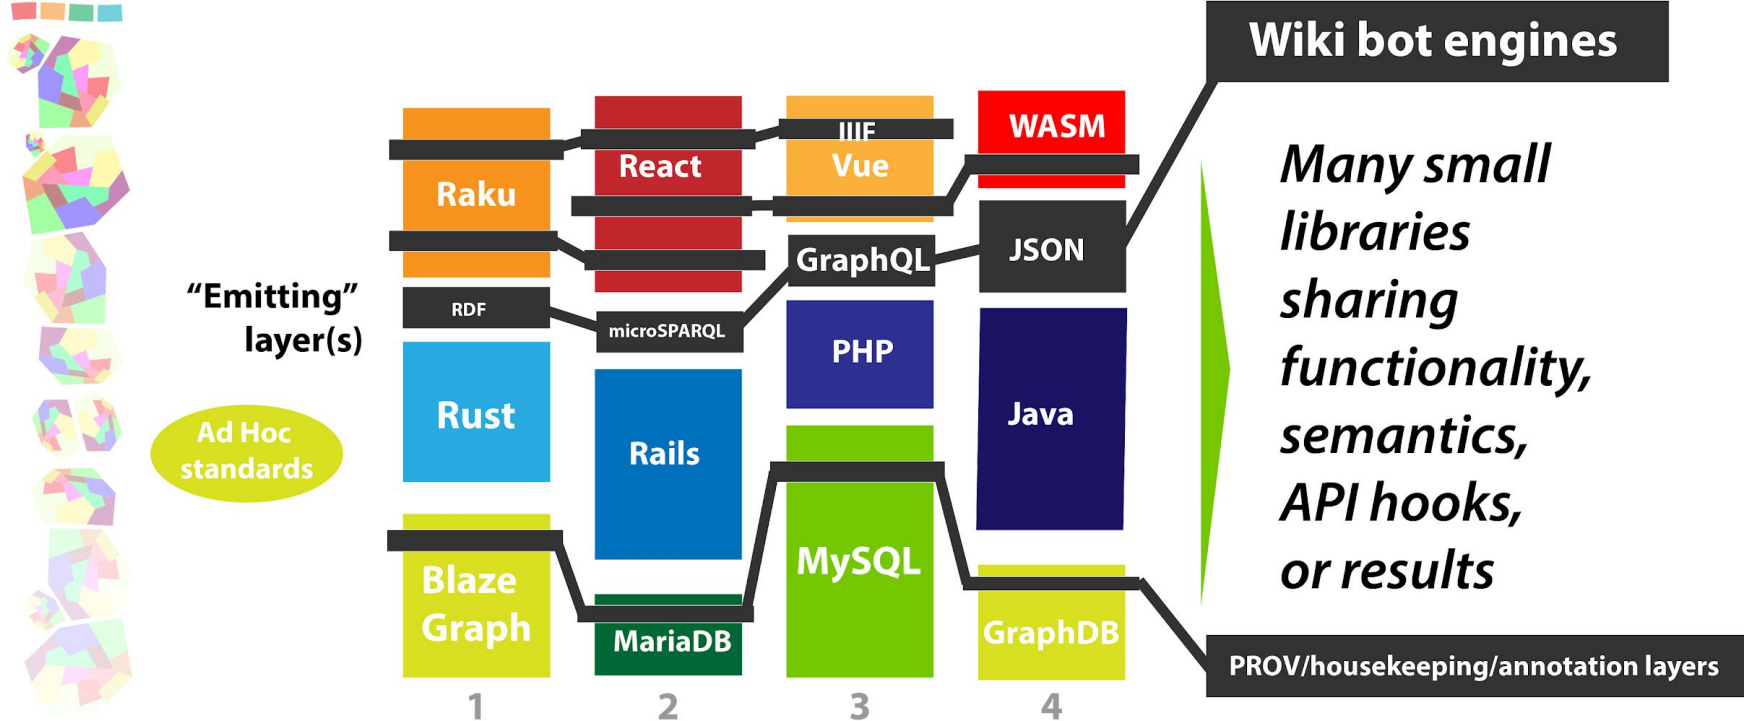 Wiki bot engines
IIIF
WASM
React
Vue
Raku
GraphQL
JSON
“Emitting”
layer(s)
RDF
microSPARQL
PHP
Rust
Rails
Java
Ad Hoc
standards
Blaze
Graph
MariaDB
MySQL
GraphDB
1
2
3
4
Many small
libraries
sharing
functionality,
semantics,
API hooks,
or results
PROV/housekeeping/annotation layers